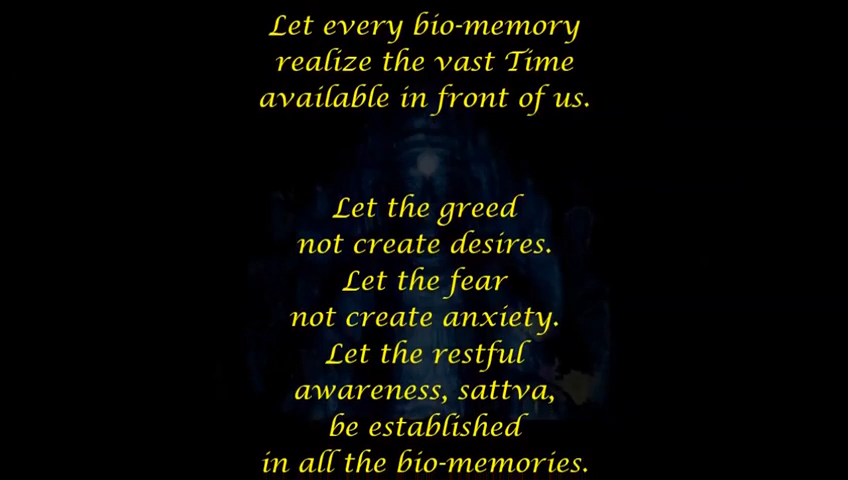 Let every bio-memory
realize the vast Time
available in front of us.
Let the greed
not create desires.
Let the fear
not create anxiety.
Let the restful
awareness, sattva,
be established
in all the bio-memories.